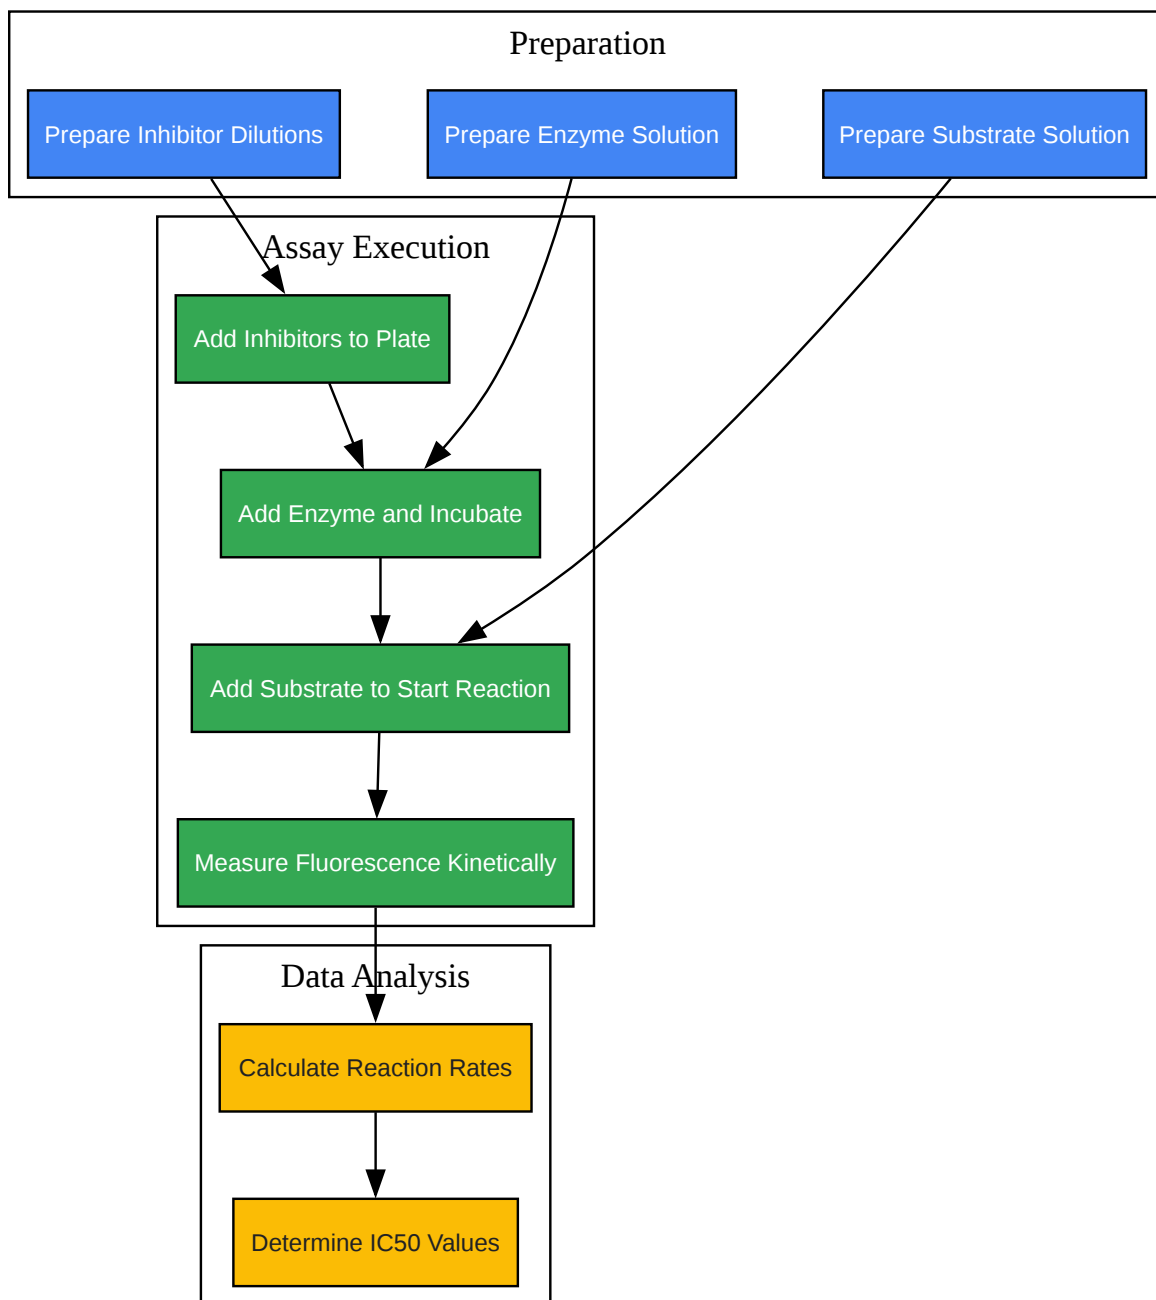 Preparation
Prepare Inhibitor Dilutions
Prepare Enzyme Solution
Prepare Substrate Solution
Assay Execution
Add Inhibitors to Plate
Add Enzyme and Incubate
Add Substrate to Start Reaction
Measure Fluorescence Kinetically
Data Analysis
Calculate Reaction Rates
Determine IC50 Values